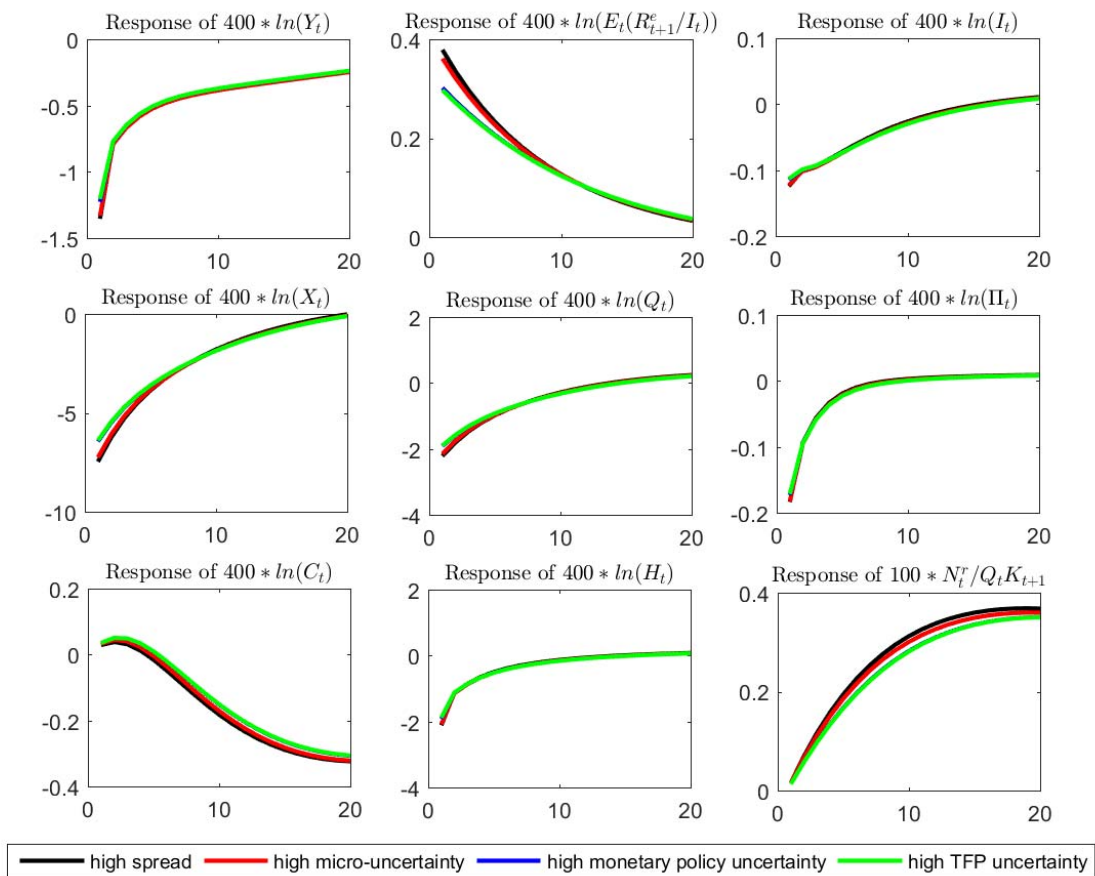 Response of 400 ∗ ln(Y_t)
Response of 400 ∗ ln(E_t(R^e_{t+1}/I_t))
Response of 400 ∗ ln(I_t)
0
-0.5
-1
-1.5
0 10 20
0.4
0.2
0
0 10 20
0.1
0
-0.1
-0.2
0 10 20
Response of 400 ∗ ln(X_t)
Response of 400 ∗ ln(Q_t)
Response of 400 ∗ ln(Π_t)
0
-5
-10
0 10 20
2
0
-2
-4
0 10 20
0.1
0
-0.1
-0.2
0 10 20
Response of 400 ∗ ln(C_t)
Response of 400 ∗ ln(H_t)
Response of 100 ∗ N^r_t/Q_tK_{t+1}
0.2
0
-0.2
-0.4
0 10 20
2
0
-2
-4
0 10 20
0.4
0.2
0
0 10 20
high spread high micro-uncertainty high monetary policy uncertainty high TFP uncertainty